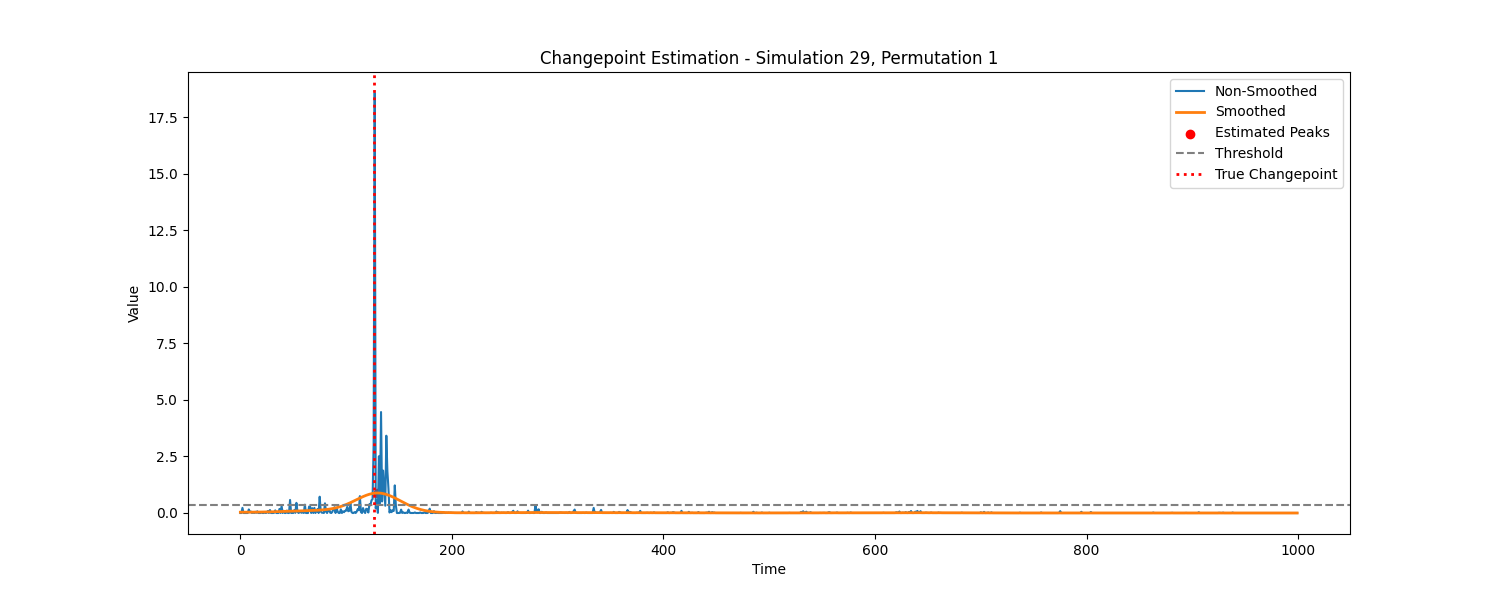 Changepoint Estimation - Simulation 29, Permutation 1
Value
17.5
15.0
12.5
10.0
7.5
5.0
2.5
0.0
0
200
400
600
800
1000
Time
Non-Smoothed
Smoothed
Estimated Peaks
Threshold
True Changepoint